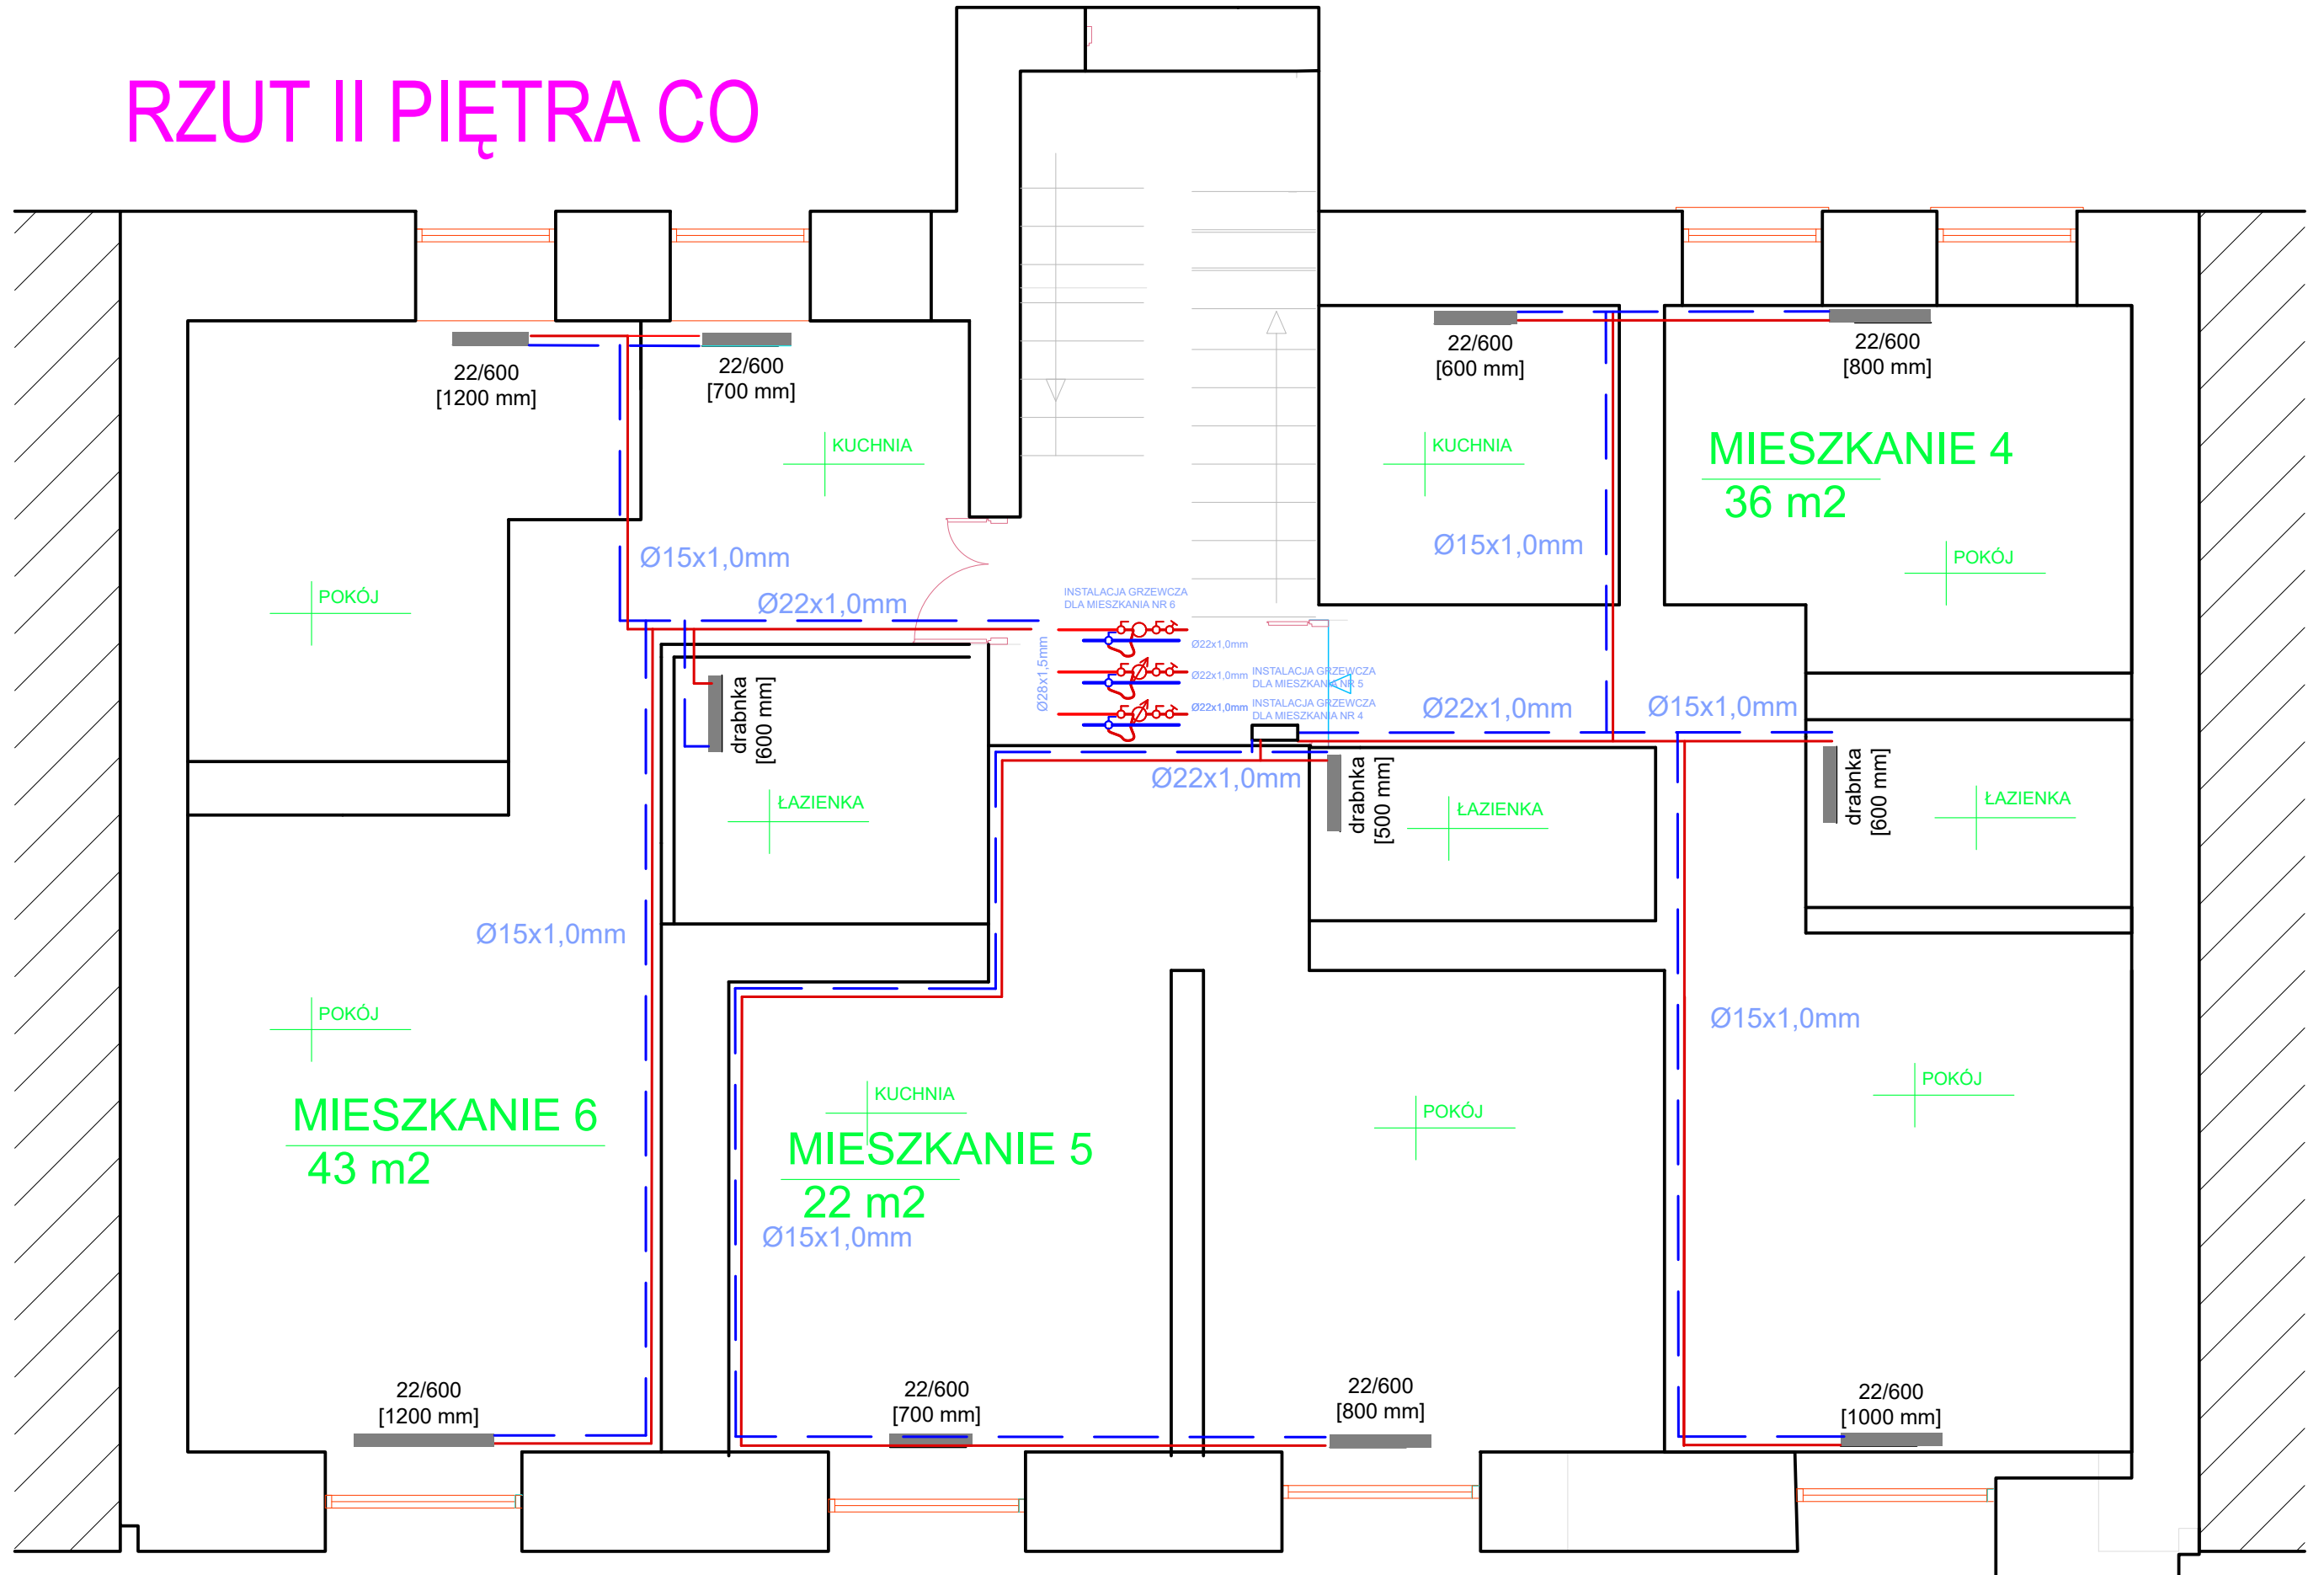 RZUT II PIĘTRA CO
22/600
[1200 mm]
22/600
[700 mm]
22/600
[600 mm]
22/600
[800 mm]
KUCHNIA
KUCHNIA
MIESZKANIE 4
36 m2
Ø15x1,0mm
Ø15x1,0mm
POKÓJ
POKÓJ
Ø22x1,0mm
INSTALACJA GRZEWCZA
DLA MIESZKANIA NR 6
Ø22x1,0mm
Ø28x1,5mm
Ø22x1,0mm
INSTALACJA GRZEWCZA
DLA MIESZKANIA NR 5
Ø22x1,0mm
INSTALACJA GRZEWCZA
DLA MIESZKANIA NR 4
Ø22x1,0mm
Ø15x1,0mm
drabnka
[600 mm]
Ø22x1,0mm
drabnka
[500 mm]
drabnka
[600 mm]
ŁAZIENKA
ŁAZIENKA
ŁAZIENKA
Ø15x1,0mm
POKÓJ
Ø15x1,0mm
MIESZKANIE 6
43 m2
KUCHNIA
MIESZKANIE 5
22 m2
Ø15x1,0mm
POKÓJ
POKÓJ
22/600
[1200 mm]
22/600
[700 mm]
22/600
[800 mm]
22/600
[1000 mm]